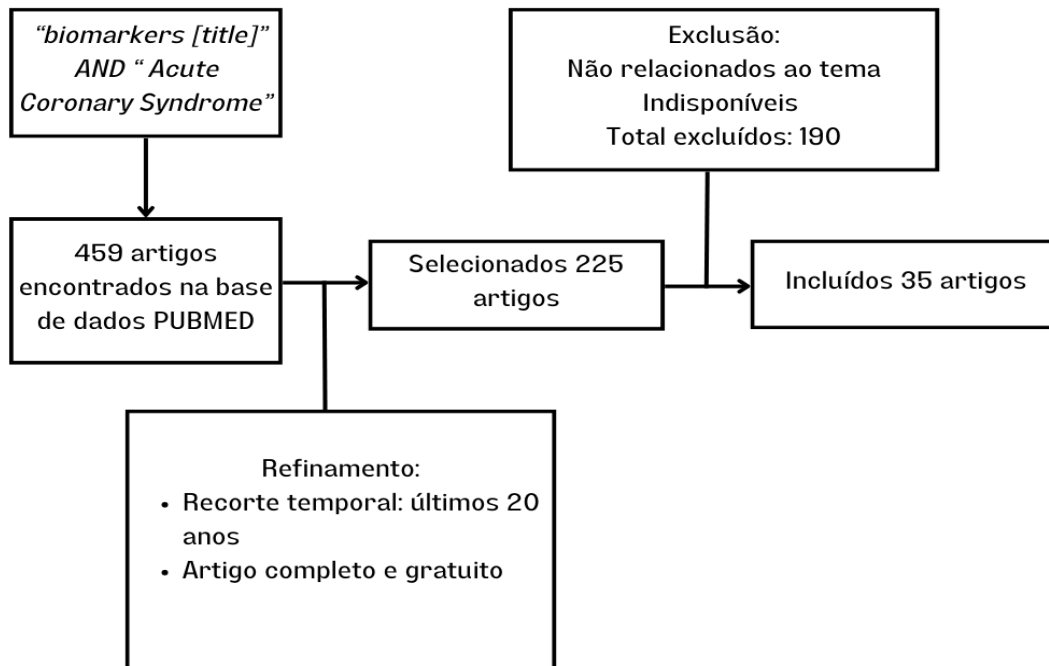 “biomarkers [title]”
AND “ Acute
Coronary Syndrome”
459 artigos
encontrados na base
de dados PUBMED
Refinamento:
• Recorte temporal: últimos 20
anos
• Artigo completo e gratuito
Selecionados 225
artigos
Exclusão:
Não relacionados ao tema
Indisponíveis
Total excluídos: 190
Incluídos 35 artigos